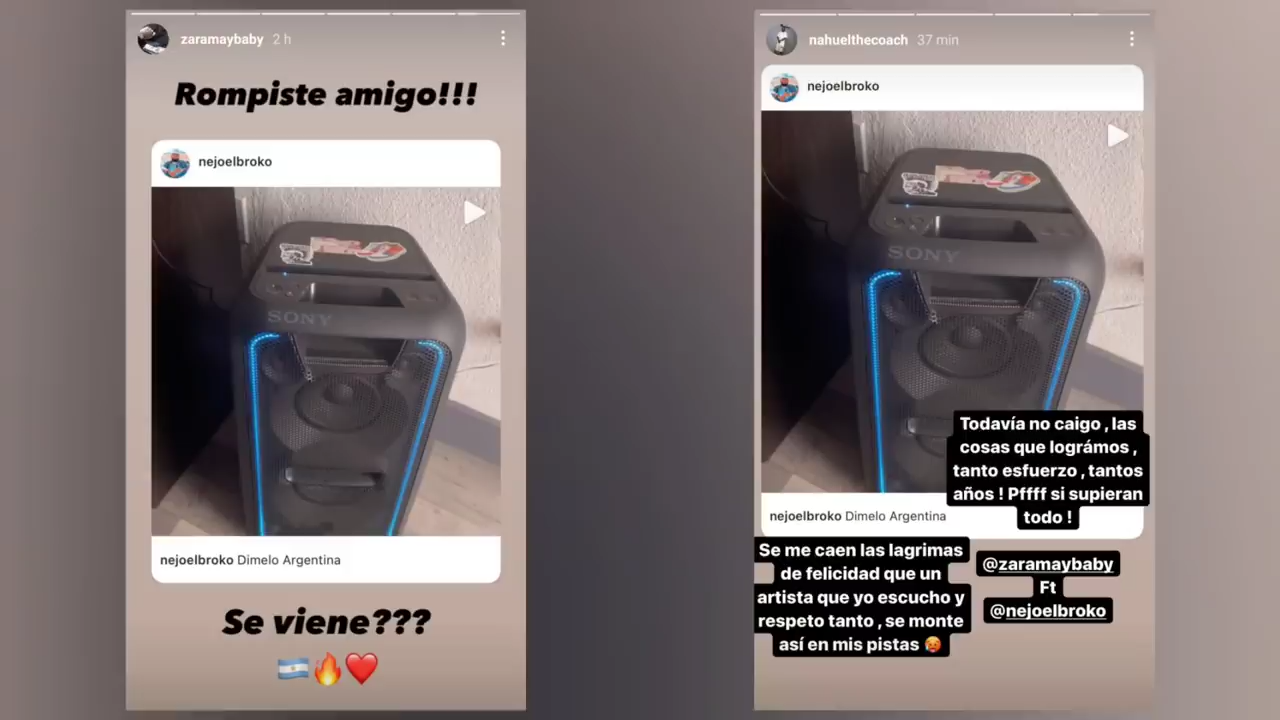 zaramaybaby 2 h
Rompiste amigo!!!
nejoelbroko
SONY
nejoelbroko Dimelo Argentina
Se viene???
🇦🇷🔥❤️
nahuelthecoach 37 min
nejoelbroko
SONY
Todavía no caigo , las
cosas que lográmos ,
tanto esfuerzo , tantos
años ! Pffff si supieran
todo !
nejoelbroko Dimelo Argentina
Se me caen las lagrimas
de felicidad que un
artista que yo escucho y
respeto tanto , se monte
así en mis pistas 🥵
@zaramaybaby
Ft
@nejoelbroko